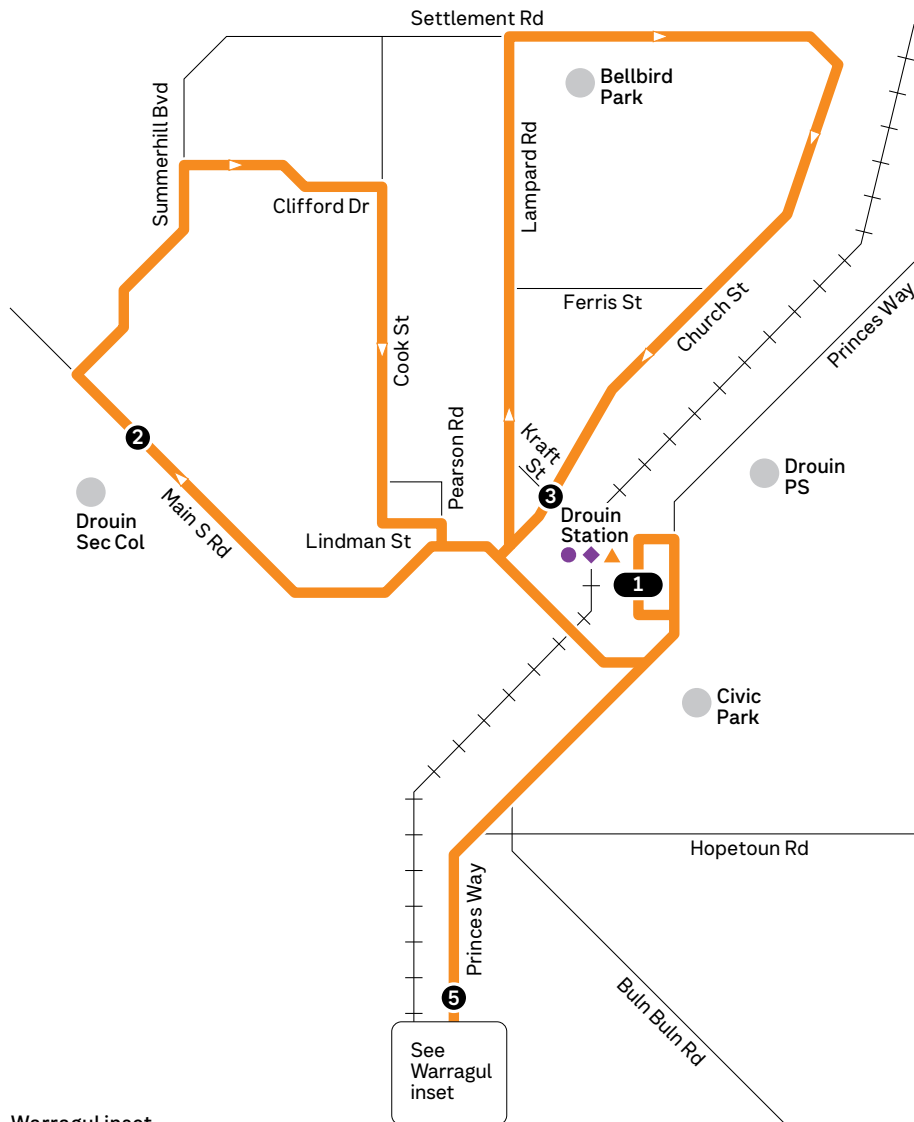 Settlement Rd
Bellbird
Park
Summerhill Bvd
Lampard Rd
Clifford Dr
Ferris St
Church St
Princes Way
Cook St
Pearson Rd
Kraft
St
2
3
Drouin
PS
Drouin
Sec Col
Main S Rd
Lindman St
Drouin
Station
1
Civic
Park
Hopetoun Rd
Princes Way
5
Buln Buln Rd
See
Warragul
inset
Warragul inset